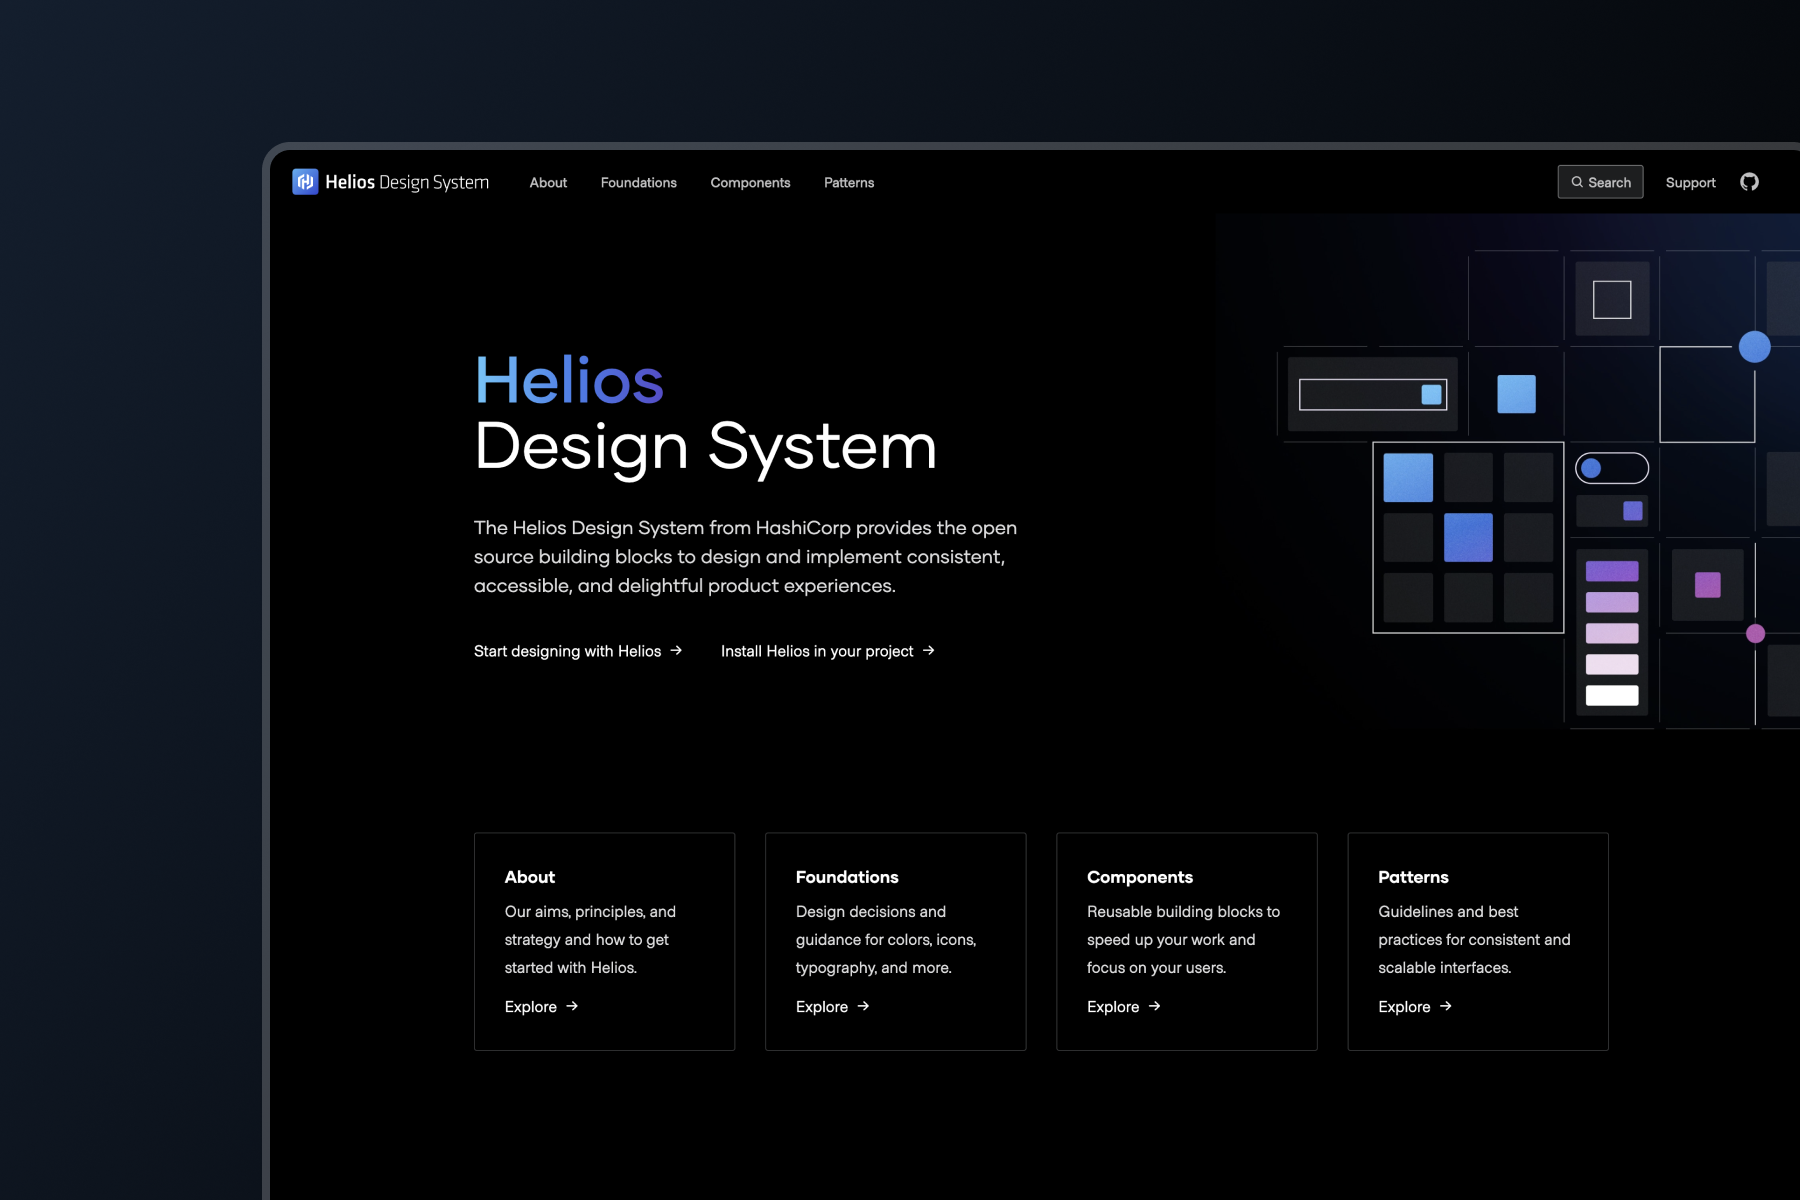 Helios Design System
About
Foundations
Components
Patterns
Search
Support
Helios
Design System
The Helios Design System from HashiCorp provides the open
source building blocks to design and implement consistent,
accessible, and delightful product experiences.
Start designing with Helios →
Install Helios in your project →
About
Our aims, principles, and
strategy and how to get
started with Helios.
Explore →
Foundations
Design decisions and
guidance for colors, icons,
typography, and more.
Explore →
Components
Reusable building blocks to
speed up your work and
focus on your users.
Explore →
Patterns
Guidelines and best
practices for consistent and
scalable interfaces.
Explore →